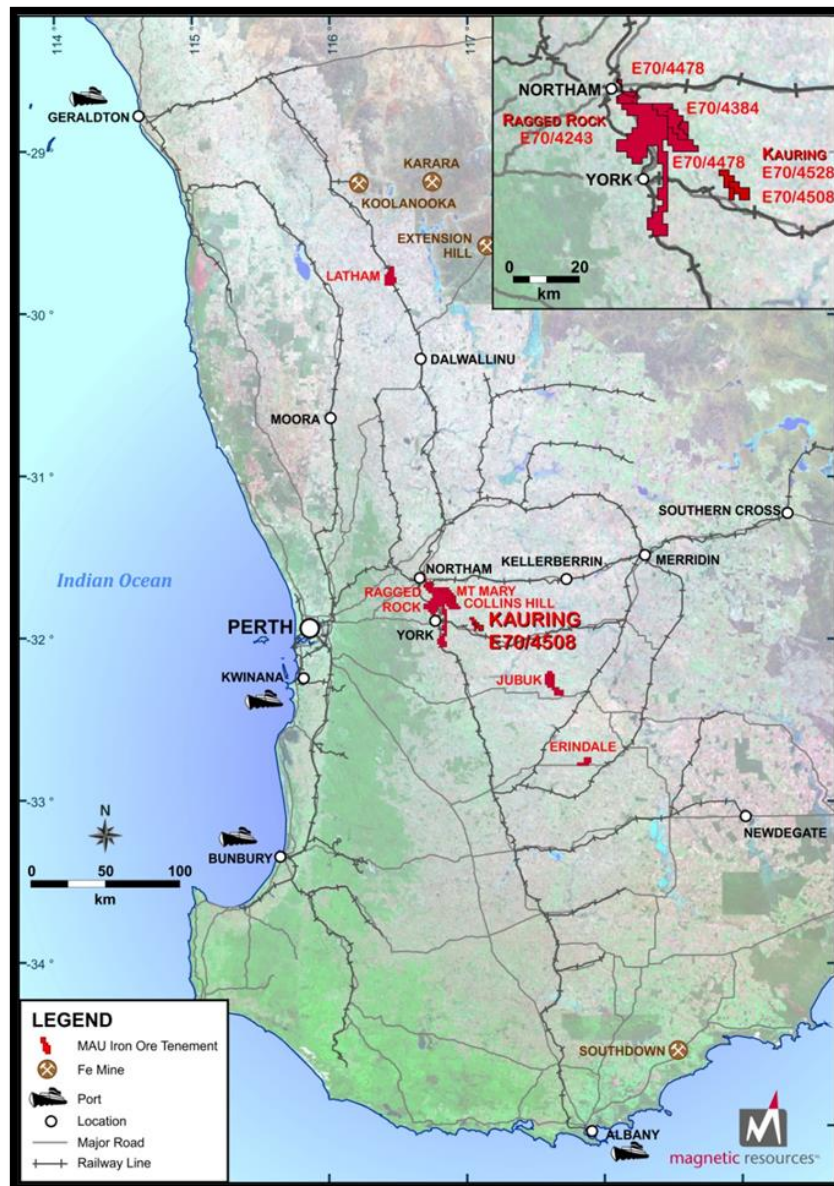 114°
115°
116°
117°
-29°
-30°
-31°
-32°
-33°
-34°
GERALDTON
KARARA
KOOLANOOKA
EXTENSION
HILL
LATHAM
DALWALLINU
MOORA
SOUTHERN CROSS
NORTHAM
KELLERBERRIN
MERRIDIN
Indian Ocean
RAGGED
ROCK
MT MARY
COLLINS HILL
PERTH
YORK
KAURING
E70/4508
KWINANA
JUBUK
ERINDALE
N
NEWDEGATE
BUNBURY
0 50 100
km
SOUTHDOWN
ALBANY
E70/4478
NORTHAM
E70/4384
RAGGED ROCK
E70/4243
E70/4478
KAURING
E70/4528
E70/4508
YORK
0 20
km
LEGEND
MAU Iron Ore Tenement
Fe Mine
Port
Location
Major Road
Railway Line
magnetic resources